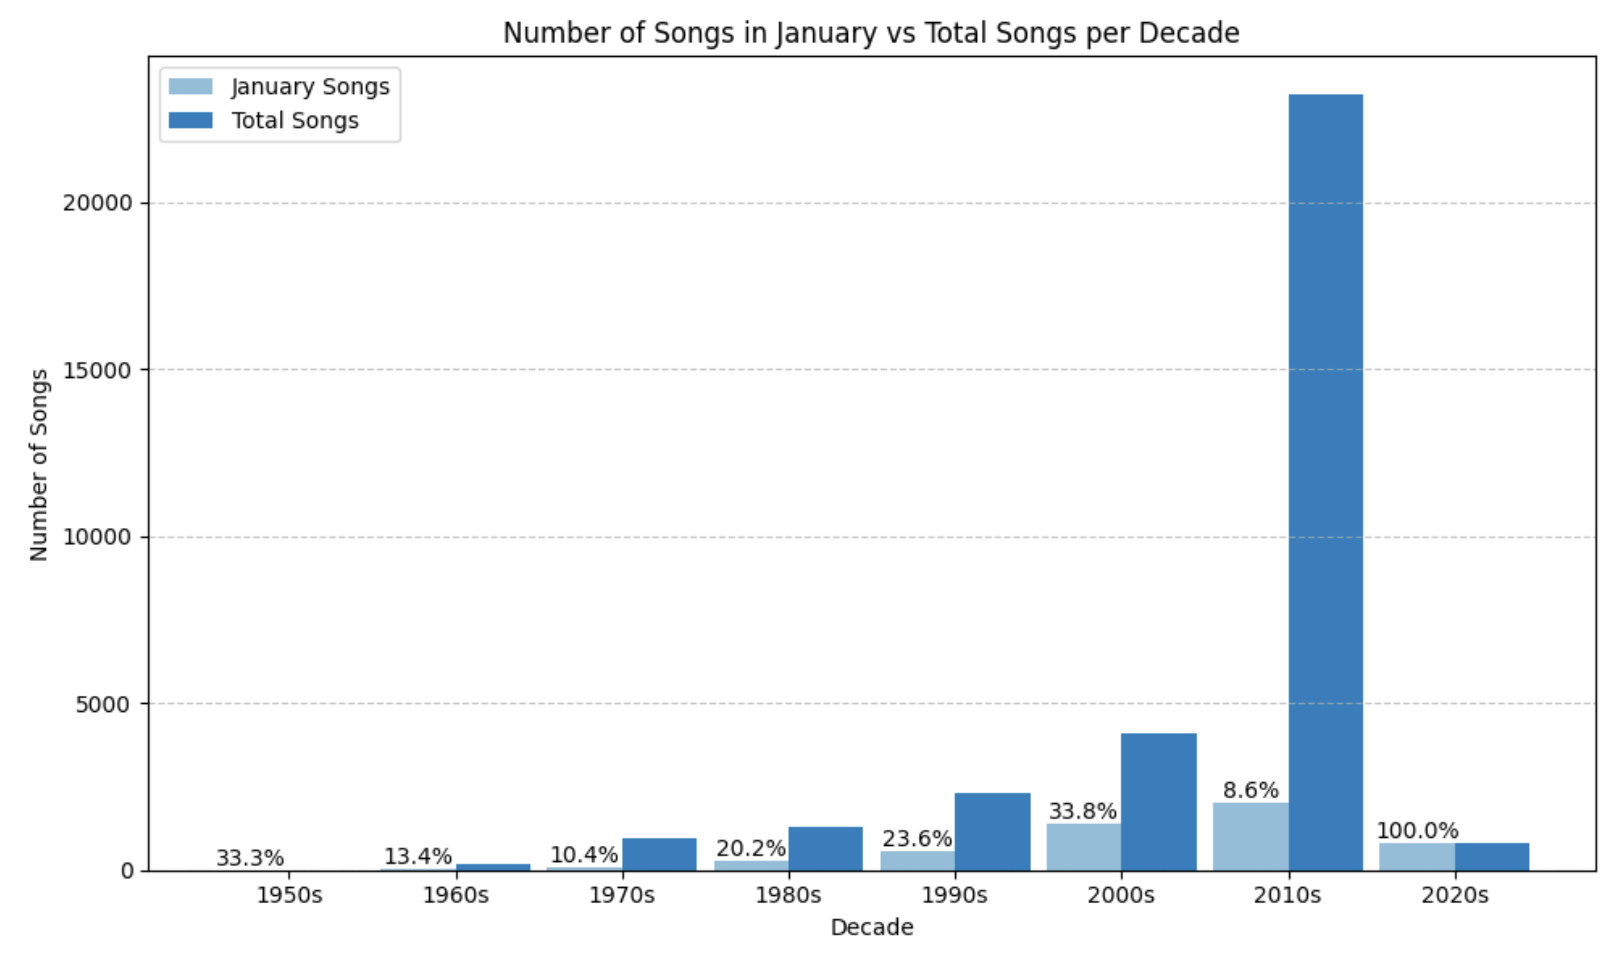 Number of Songs in January vs Total Songs per Decade
January Songs
Total Songs
20000
15000
10000
5000
0
Number of Songs
33.3%
13.4%
10.4%
20.2%
23.6%
33.8%
8.6%
100.0%
1950s
1960s
1970s
1980s
1990s
2000s
2010s
2020s
Decade